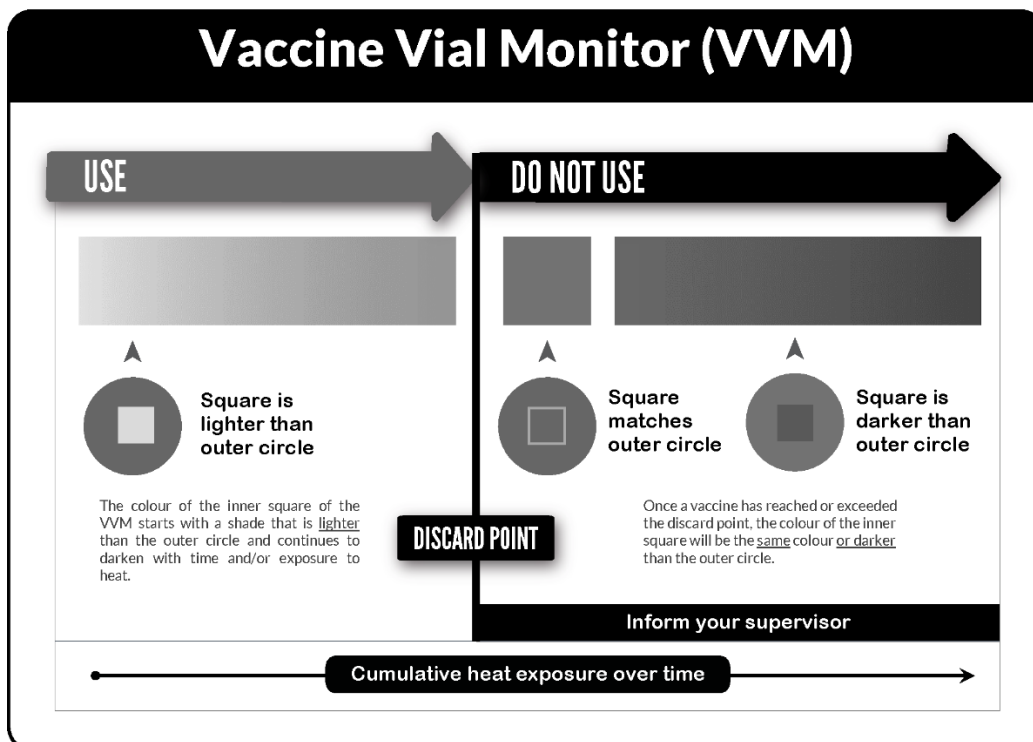 Vaccine Vial Monitor (VVM)
USE
DO NOT USE
Square is
lighter than
outer circle
Square
matches
outer circle
Square is
darker than
outer circle
The colour of the inner square of the
VVM starts with a shade that is lighter
than the outer circle and continues to
darken with time and/or exposure to
heat.
DISCARD POINT
Once a vaccine has reached or exceeded
the discard point, the colour of the inner
square will be the same colour or darker
than the outer circle.
Inform your supervisor
Cumulative heat exposure over time